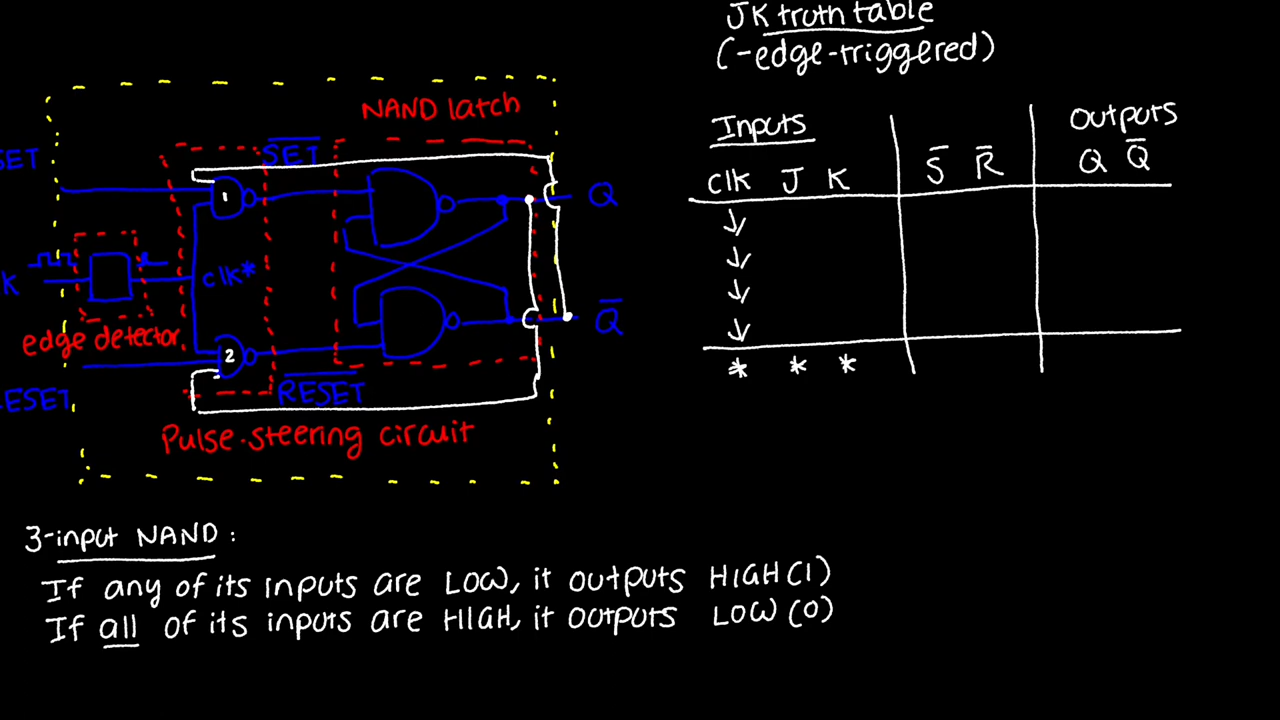 JK truth table
(-edge-triggered)
NAND latch
SET
SET
1
Q
K
clk*
edge detector
2
Q
ESET
RESET
Pulse-steering circuit
Inputs
Outputs
clk J K
S̅ R̅
Q Q̅
↓
↓
↓
↓
* * *
3-input NAND:
If any of its inputs are LOW, it outputs HIGH(1)
If all of its inputs are HIGH, it outputs LOW (0)